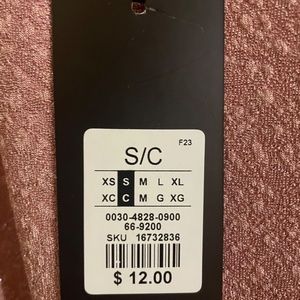 F23
S/C
XS S M L XL
XC C M G XG
0030-4828-0900
66-9200
SKU 16732836
$ 12.00